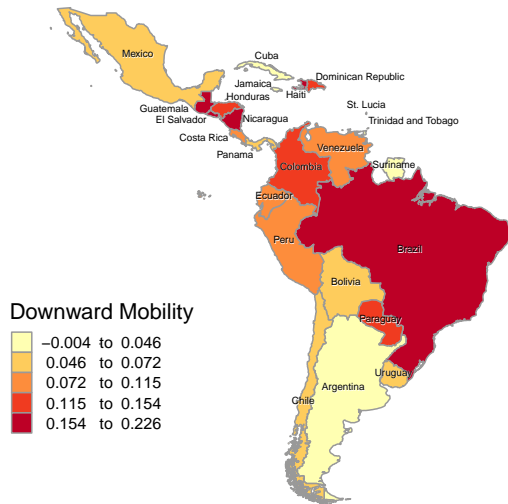 Mexico
Cuba
Jamaica
Dominican Republic
Haiti
Honduras
Guatemala
El Salvador
Nicaragua
St. Lucia
Trinidad and Tobago
Costa Rica
Panama
Venezuela
Colombia
Suriname
Ecuador
Peru
Brazil
Bolivia
Paraguay
Uruguay
Argentina
Chile
Downward Mobility
−0.004 to 0.046
0.046 to 0.072
0.072 to 0.115
0.115 to 0.154
0.154 to 0.226